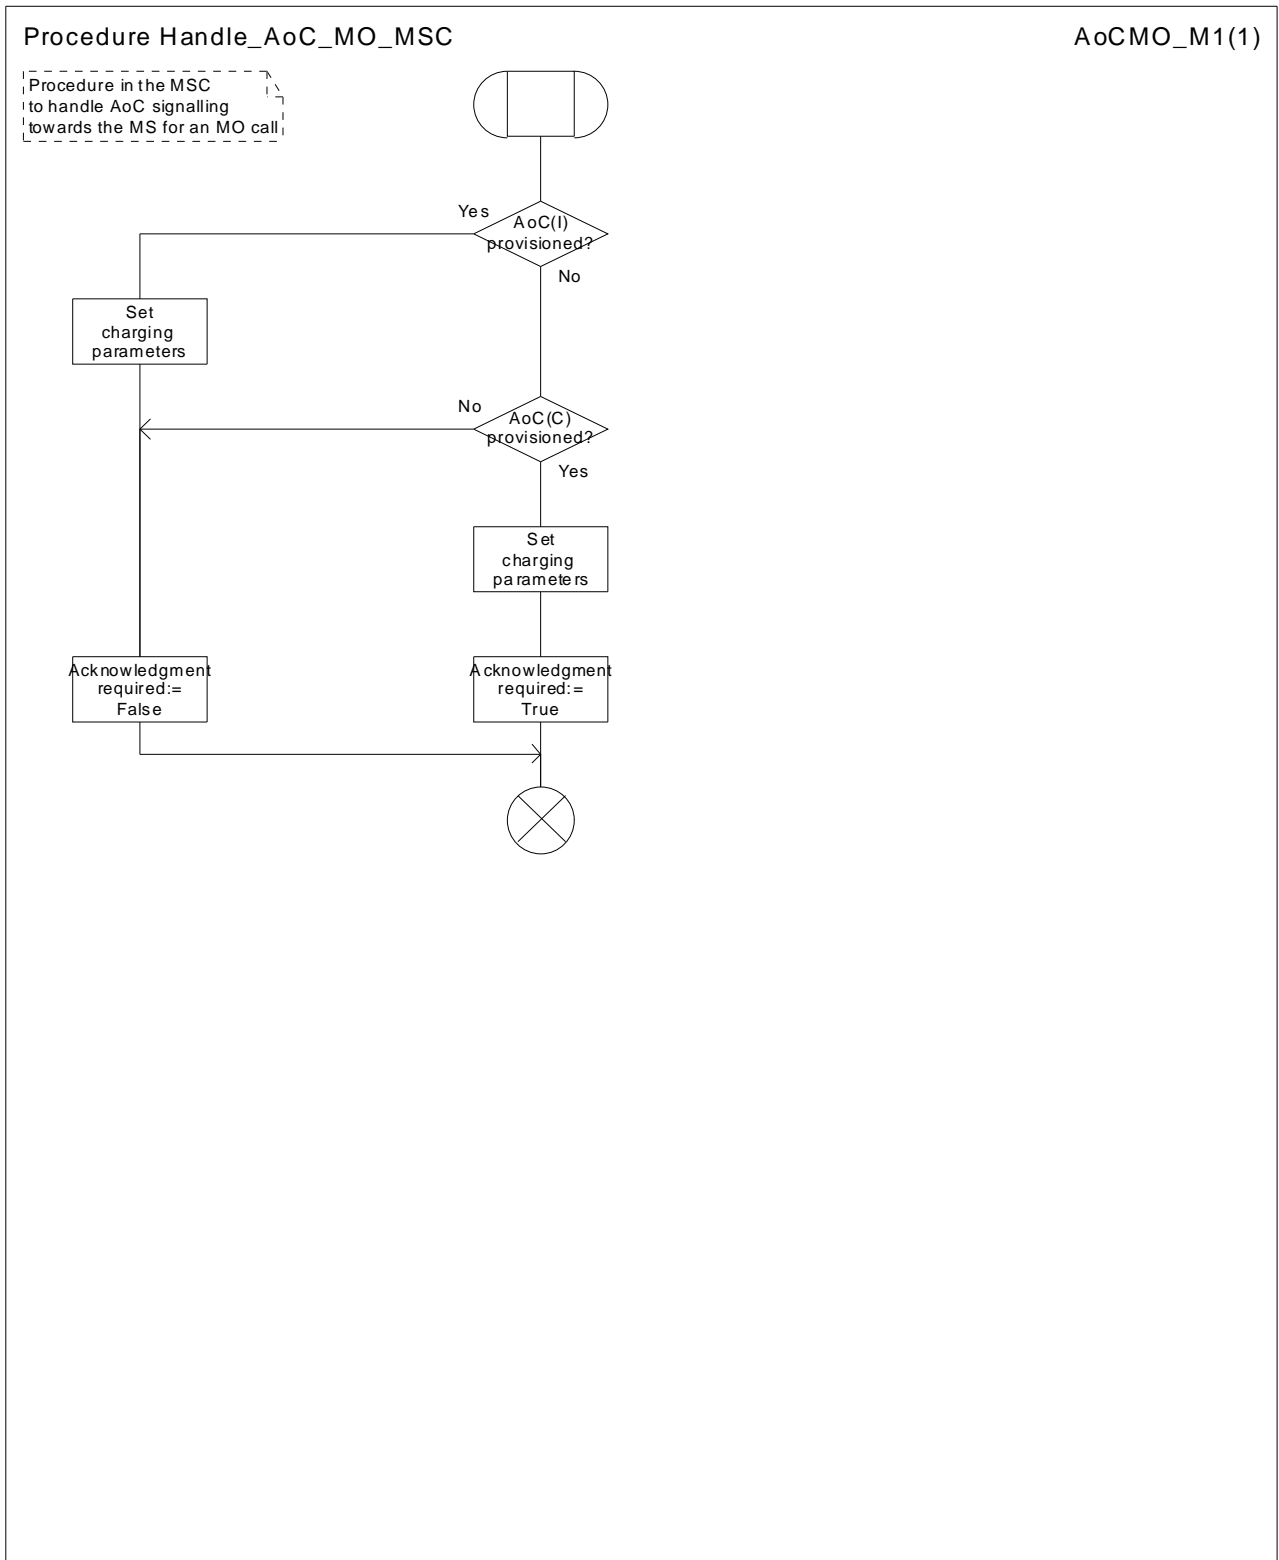 Procedure Handle_AoC_MO_MSC
AoCMO_M1(1)
Procedure in the MSC
to handle AoC signalling
towards the MS for an MO call
Yes
AoC(I)
provisioned?
No
Set
charging
parameters
No
AoC(C)
provisioned?
Yes
Set
charging
parameters
Acknowledgment
required:=
False
Acknowledgment
required:=
True